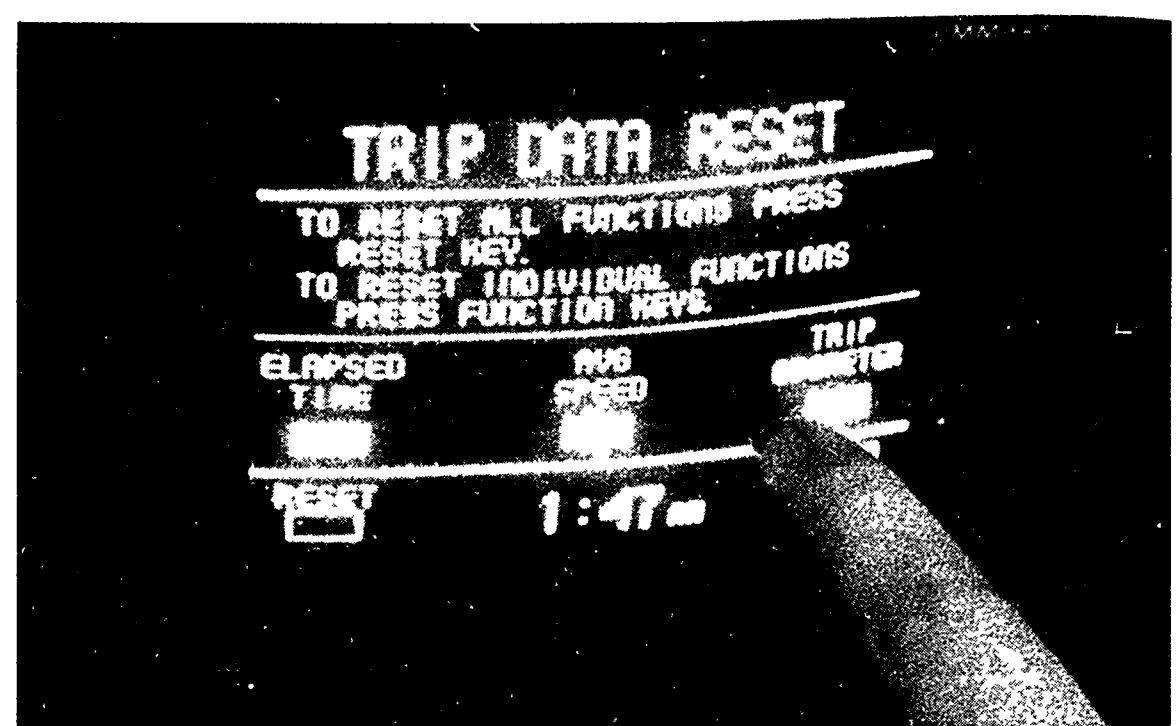 TRIP DATA RESET
TO RESET ALL FUNCTIONS PRESS
RESET KEY.
TO RESET INDIVIDUAL FUNCTIONS
PRESS FUNCTION KEYS.
ELAPSED
TIME
AVG
SPEED
TRIP
ODOMETER
RESET
1:47